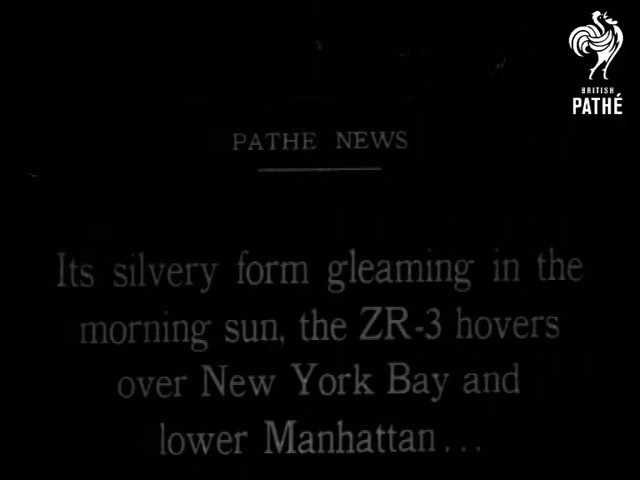 BRITISH
PATHÉ
PATHE NEWS
Its silvery form gleaming in the
morning sun, the ZR-3 hovers
over New York Bay and
lower Manhattan...